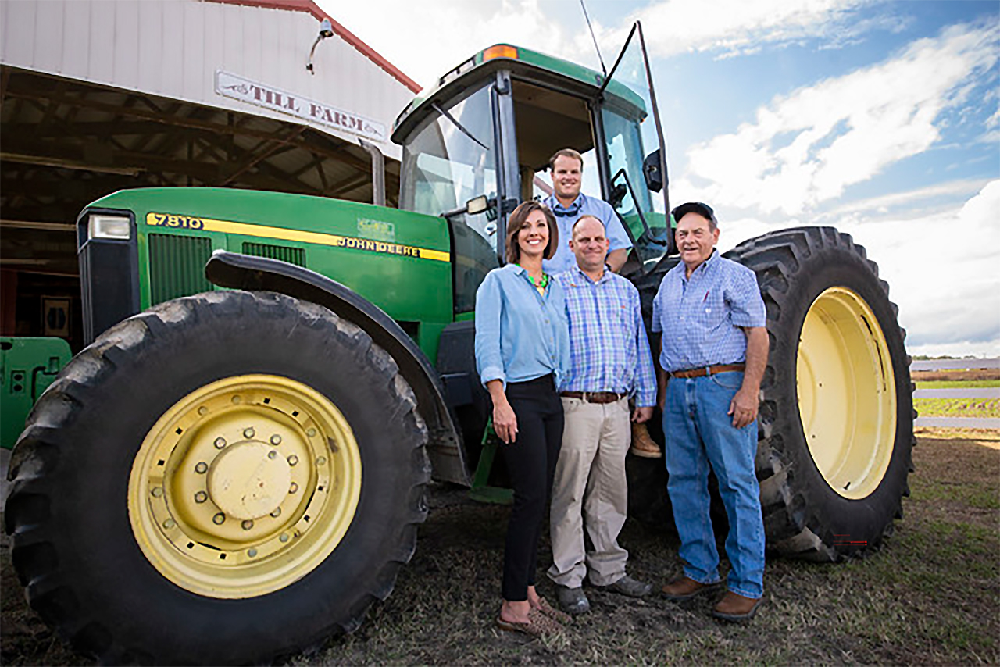 TILL FARM
7810
JOHN DEERE